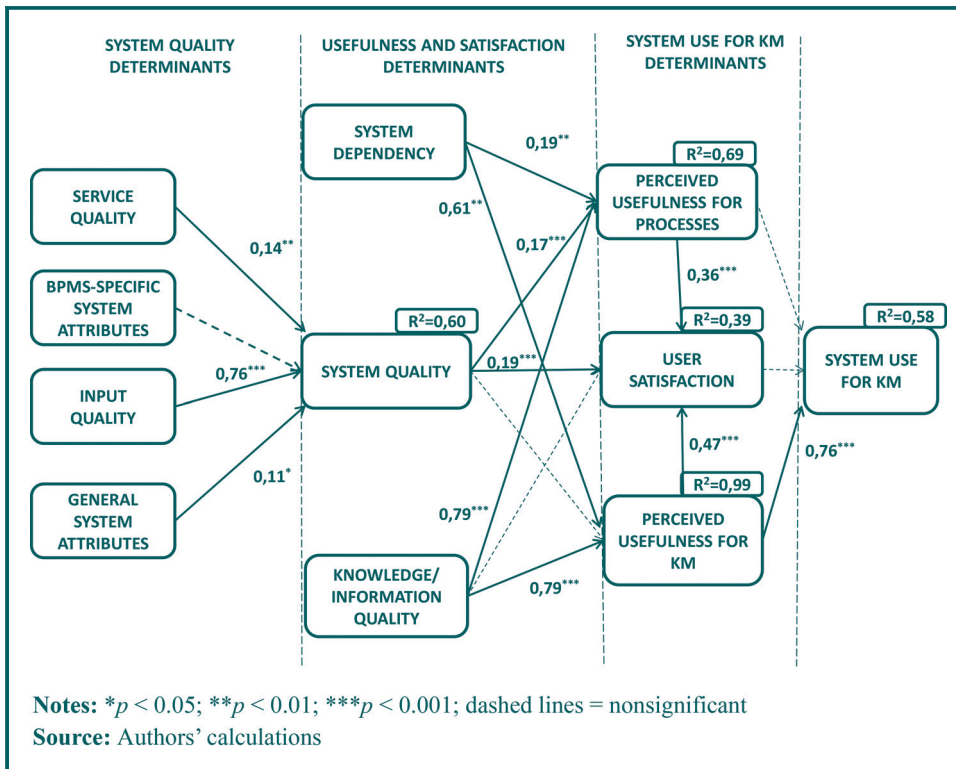 SYSTEM QUALITY
DETERMINANTS
USEFULNESS AND SATISFACTION
DETERMINANTS
SYSTEM USE FOR KM
DETERMINANTS
SERVICE
QUALITY
BPMS-SPECIFIC
SYSTEM
ATTRIBUTES
INPUT
QUALITY
GENERAL
SYSTEM
ATTRIBUTES
0,14**
0,76***
0,11*
SYSTEM
DEPENDENCY
R²=0,60
SYSTEM QUALITY
KNOWLEDGE/
INFORMATION
QUALITY
0,19**
0,61**
0,17***
0,19***
0,79***
0,79***
R²=0,69
PERCEIVED
USEFULNESS FOR
PROCESSES
0,36***
R²=0,39
USER
SATISFACTION
0,47***
R²=0,99
PERCEIVED
USEFULNESS FOR
KM
0,76***
R²=0,58
SYSTEM USE
FOR KM
Notes: *p < 0.05; **p < 0.01; ***p < 0.001; dashed lines = nonsignificant
Source: Authors’ calculations